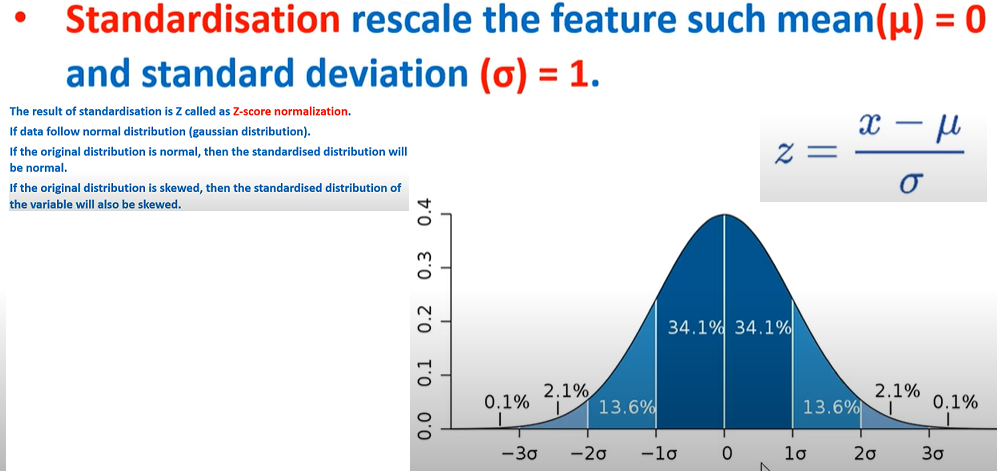 • Standardisation rescale the feature such mean(μ) = 0
and standard deviation (σ) = 1.
The result of standardisation is Z called as Z-score normalization.
If data follow normal distribution (gaussian distribution).
If the original distribution is normal, then the standardised distribution will
be normal.
If the original distribution is skewed, then the standardised distribution of
the variable will also be skewed.
z = x − μ / σ
0.4
0.3
0.2
0.1
0.0
34.1% 34.1%
0.1% 2.1% 13.6% 13.6% 2.1% 0.1%
−3σ −2σ −1σ 0 1σ 2σ 3σ